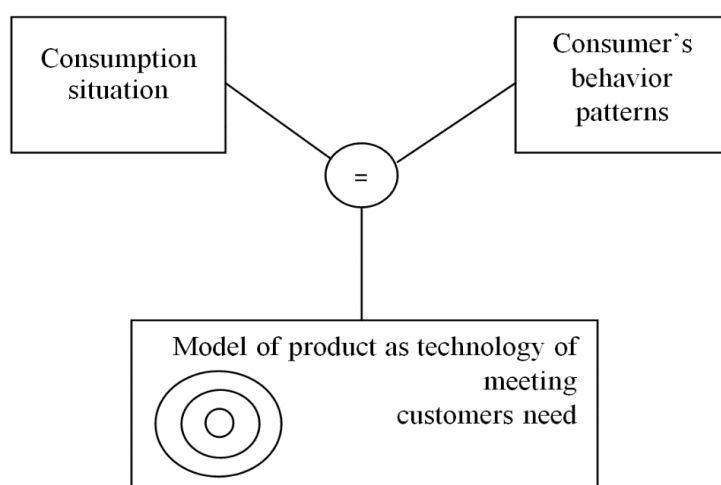 Consumption
situation
Consumer's
behavior
patterns
=
Model of product as technology of
meeting
customers need